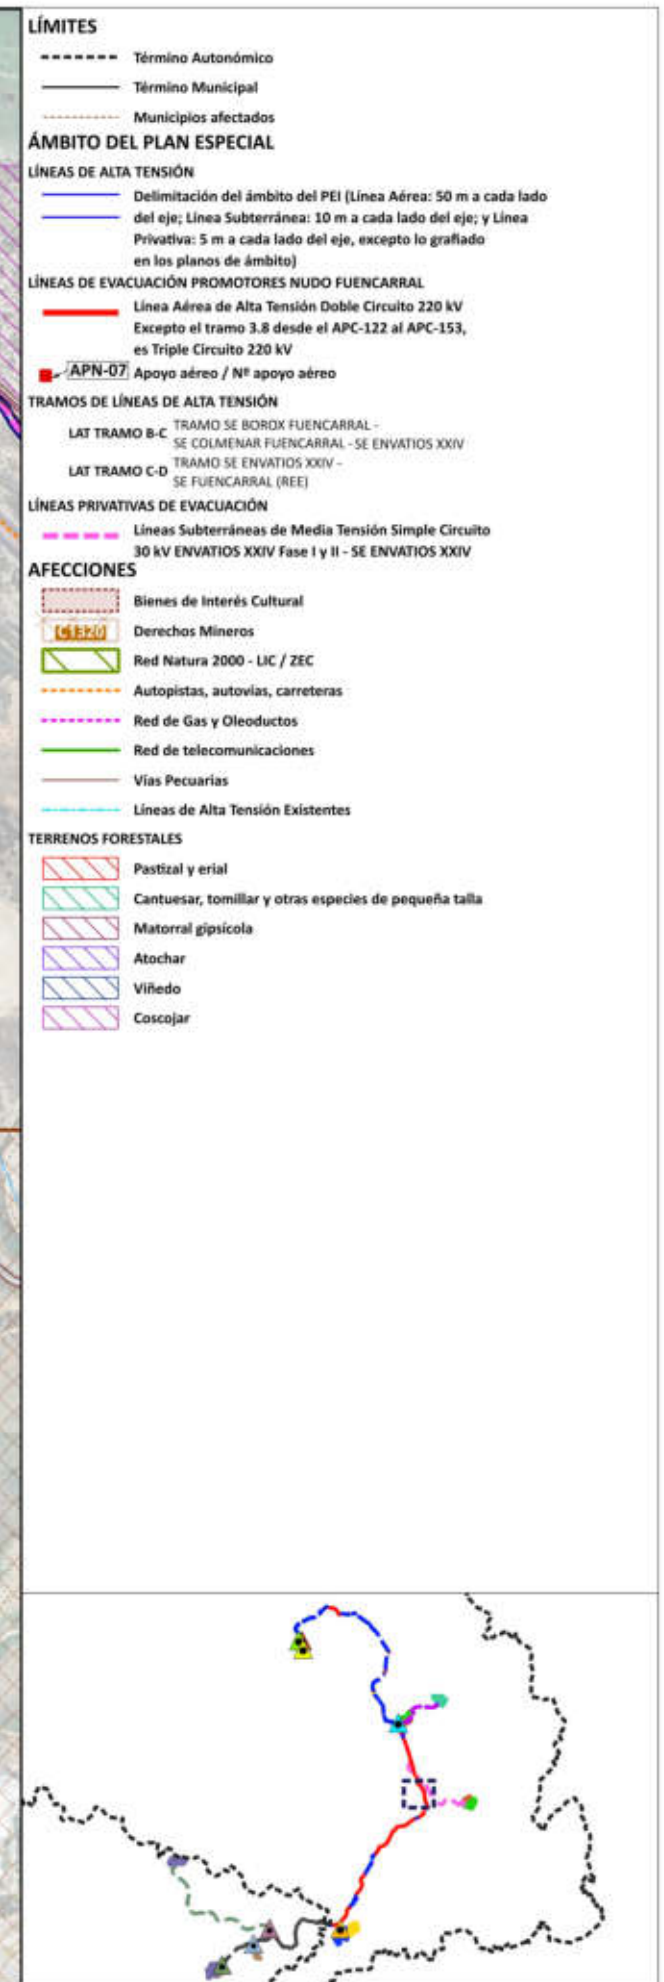 LÍMITES
Término Autonómico
Término Municipal
Municipios afectados
ÁMBITO DEL PLAN ESPECIAL
LÍNEAS DE ALTA TENSIÓN
Delimitación del ámbito del PEI (Línea Aérea: 50 m a cada lado
del eje; Línea Subterránea: 10 m a cada lado del eje; y Línea
Privativa: 5 m a cada lado del eje, excepto lo grafiado
en los planos de ámbito)
LÍNEAS DE EVACUACIÓN PROMOTORES NUDO FUENCARRAL
Línea Aérea de Alta Tensión Doble Circuito 220 kV
Excepto el tramo 3.8 desde el APC-122 al APC-153,
es Triple Circuito 220 kV
APN-07 Apoyo aéreo / Nº apoyo aéreo
TRAMOS DE LÍNEAS DE ALTA TENSIÓN
LAT TRAMO B-C TRAMO SE BOROX FUENCARRAL -
SE COLMENAR FUENCARRAL - SE ENVATIOS XXIV
LAT TRAMO C-D TRAMO SE ENVATIOS XXIV -
SE FUENCARRAL (REE)
LÍNEAS PRIVATIVAS DE EVACUACIÓN
Líneas Subterráneas de Media Tensión Simple Circuito
30 kV ENVATIOS XXIV Fase I y II - SE ENVATIOS XXIV
AFECCIONES
Bienes de Interés Cultural
C1320 Derechos Mineros
Red Natura 2000 - LIC / ZEC
Autopistas, autovías, carreteras
Red de Gas y Oleoductos
Red de telecomunicaciones
Vías Pecuarias
Líneas de Alta Tensión Existentes
TERRENOS FORESTALES
Pastizal y erial
Cantuesar, tomillar y otras especies de pequeña talla
Matorral gipsícola
Atochar
Viñedo
Coscojar